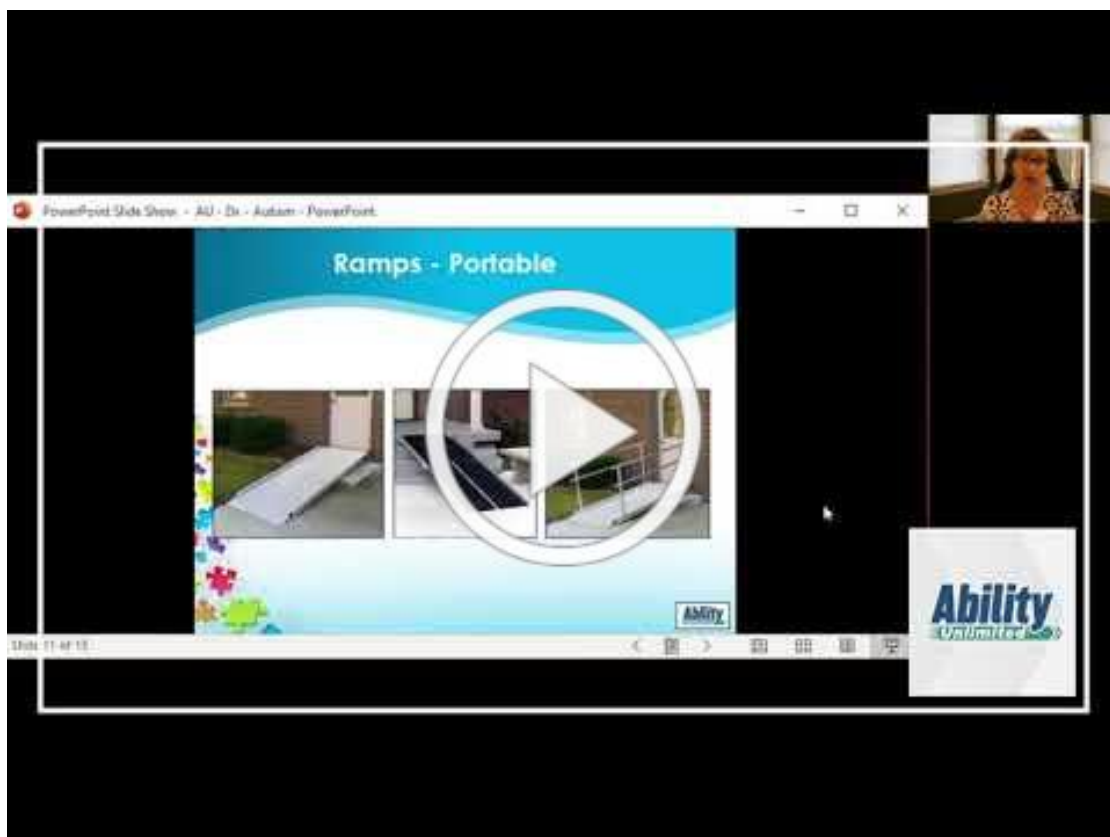 PowerPoint Slide Show - AU - Dx - Autism - PowerPoint
Ramps - Portable
Ability
Slide 11 of 15
Ability
Unlimited